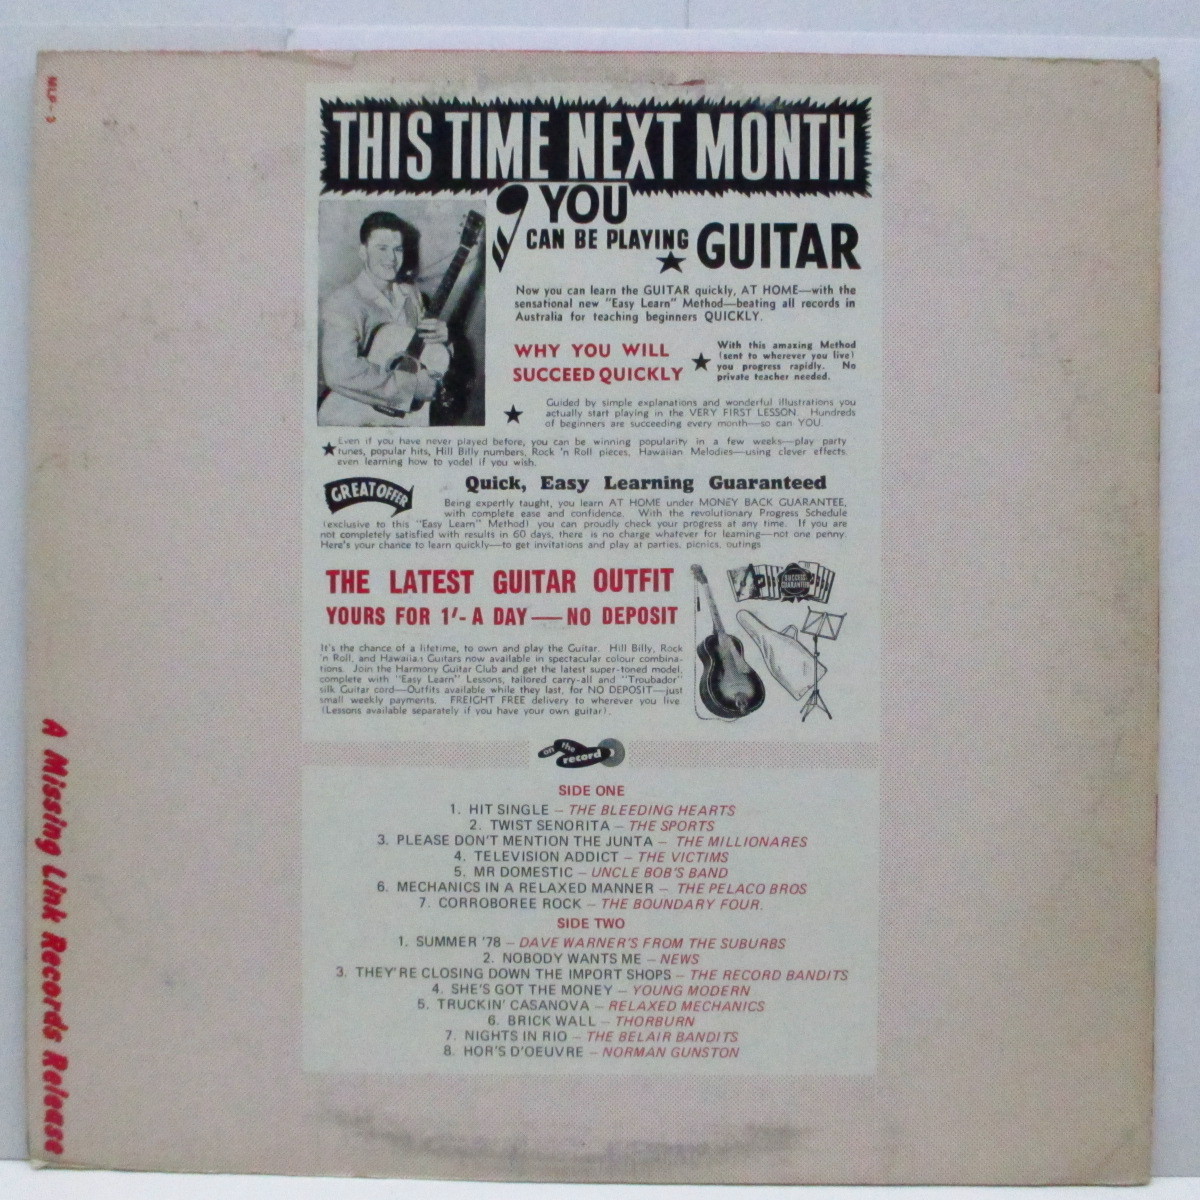 MLP-3
THIS TIME NEXT MONTH
YOU
CAN BE PLAYING GUITAR
Now you can learn the GUITAR quickly, AT HOME—with the
sensational new "Easy Learn" Method—beating all records in
Australia for teaching beginners QUICKLY.
WHY YOU WILL
SUCCEED QUICKLY
With this amazing Method
(sent to wherever you live)
you progress rapidly. No
private teacher needed.
Guided by simple explanations and wonderful illustrations you
actually start playing in the VERY FIRST LESSON. Hundreds
of beginners are succeeding every month—so can YOU.
Even if you have never played before, you can be winning popularity in a few weeks—play party
tunes, popular hits, Hill Billy numbers, Rock 'n Roll pieces, Hawaiian Melodies—using clever effects,
even learning how to yodel if you wish.
GREAT OFFER
Quick, Easy Learning Guaranteed
Being expertly taught, you learn AT HOME under MONEY BACK GUARANTEE,
with complete ease and confidence. With the revolutionary Progress Schedule
(exclusive to this "Easy Learn" Method) you can proudly check your progress at any time. If you are
not completely satisfied with results in 60 days, there is no charge whatever for learning—not one penny.
Here's your chance to learn quickly—to get invitations and play at parties, picnics, outings
THE LATEST GUITAR OUTFIT
YOURS FOR 1'- A DAY — NO DEPOSIT
SUCCESS
GUARANTEED
It's the chance of a lifetime, to own and play the Guitar. Hill Billy, Rock
'n Roll, and Hawaiian Guitars now available in spectacular colour combina-
tions. Join the Harmony Guitar Club and get the latest super-toned model,
complete with "Easy Learn" Lessons, tailored carry-all and "Troubador"
silk Guitar cord—Outfits available while they last, for NO DEPOSIT—just
small weekly payments. FREIGHT FREE delivery to wherever you live
(Lessons available separately if you have your own guitar).
on the record
SIDE ONE
1. HIT SINGLE – THE BLEEDING HEARTS
2. TWIST SENORITA – THE SPORTS
3. PLEASE DON'T MENTION THE JUNTA – THE MILLIONARES
4. TELEVISION ADDICT – THE VICTIMS
5. MR DOMESTIC – UNCLE BOB'S BAND
6. MECHANICS IN A RELAXED MANNER – THE PELACO BROS
7. CORROBOREE ROCK – THE BOUNDARY FOUR.
SIDE TWO
1. SUMMER '78 – DAVE WARNER'S FROM THE SUBURBS
2. NOBODY WANTS ME – NEWS
3. THEY'RE CLOSING DOWN THE IMPORT SHOPS – THE RECORD BANDITS
4. SHE'S GOT THE MONEY – YOUNG MODERN
5. TRUCKIN' CASANOVA – RELAXED MECHANICS
6. BRICK WALL – THORBURN
7. NIGHTS IN RIO – THE BELAIR BANDITS
8. HOR'S D'OEUVRE – NORMAN GUNSTON
A Missing Link Records Release